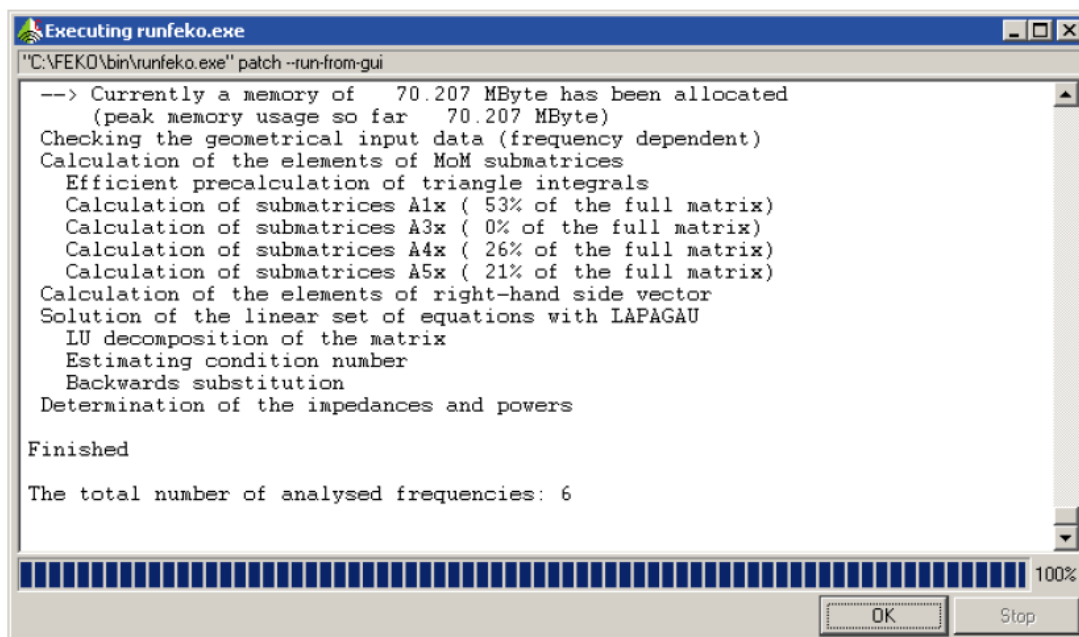 Executing runfeko.exe
"C:\FEKO\bin\runfeko.exe" patch --run-from-gui
--> Currently a memory of   70.207 MByte has been allocated
(peak memory usage so far   70.207 MByte)
Checking the geometrical input data (frequency dependent)
Calculation of the elements of MoM submatrices
Efficient precalculation of triangle integrals
Calculation of submatrices A1x ( 53% of the full matrix)
Calculation of submatrices A3x ( 0% of the full matrix)
Calculation of submatrices A4x ( 26% of the full matrix)
Calculation of submatrices A5x ( 21% of the full matrix)
Calculation of the elements of right-hand side vector
Solution of the linear set of equations with LAPAGAU
LU decomposition of the matrix
Estimating condition number
Backwards substitution
Determination of the impedances and powers
Finished
The total number of analysed frequencies: 6
100%
OK
Stop